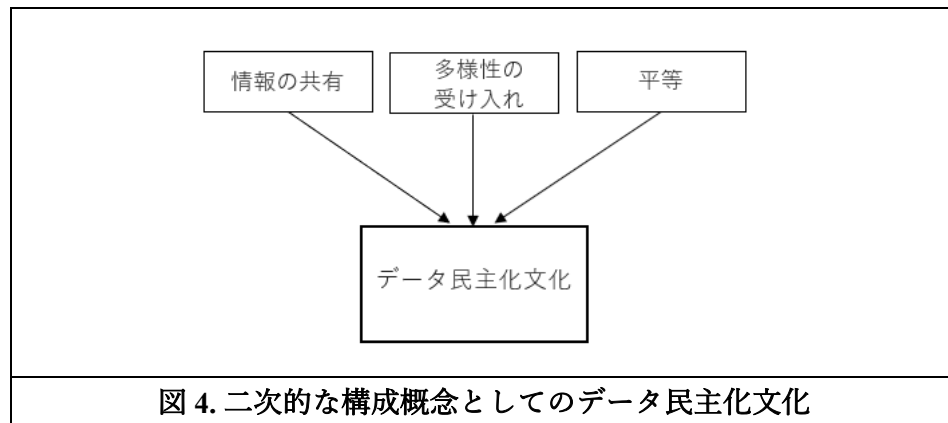 情報の共有
多様性の
受け入れ
平等
データ民主化文化
図 4. 二次的な構成概念としてのデータ民主化文化